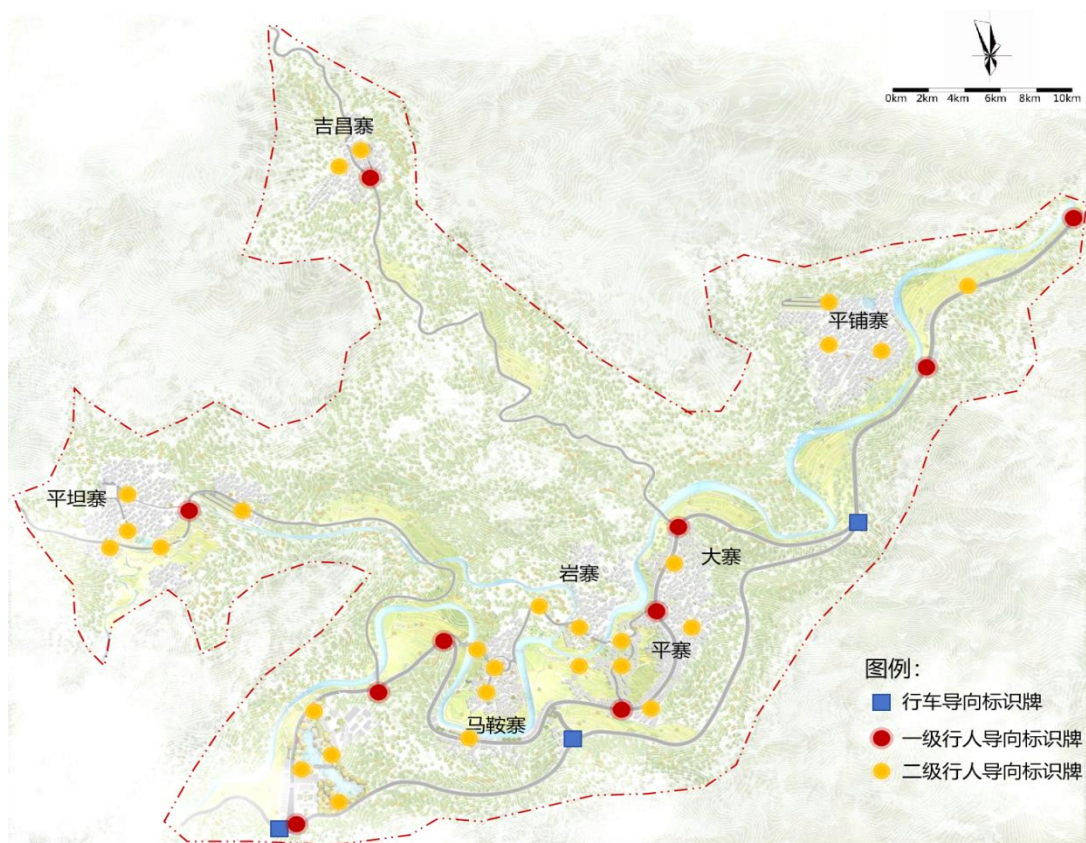 0km 2km 4km 6km 8km 10km
吉昌寨
平铺寨
平坦寨
大寨
岩寨
平寨
马鞍寨
图例：
行车导向标识牌
一级行人导向标识牌
二级行人导向标识牌